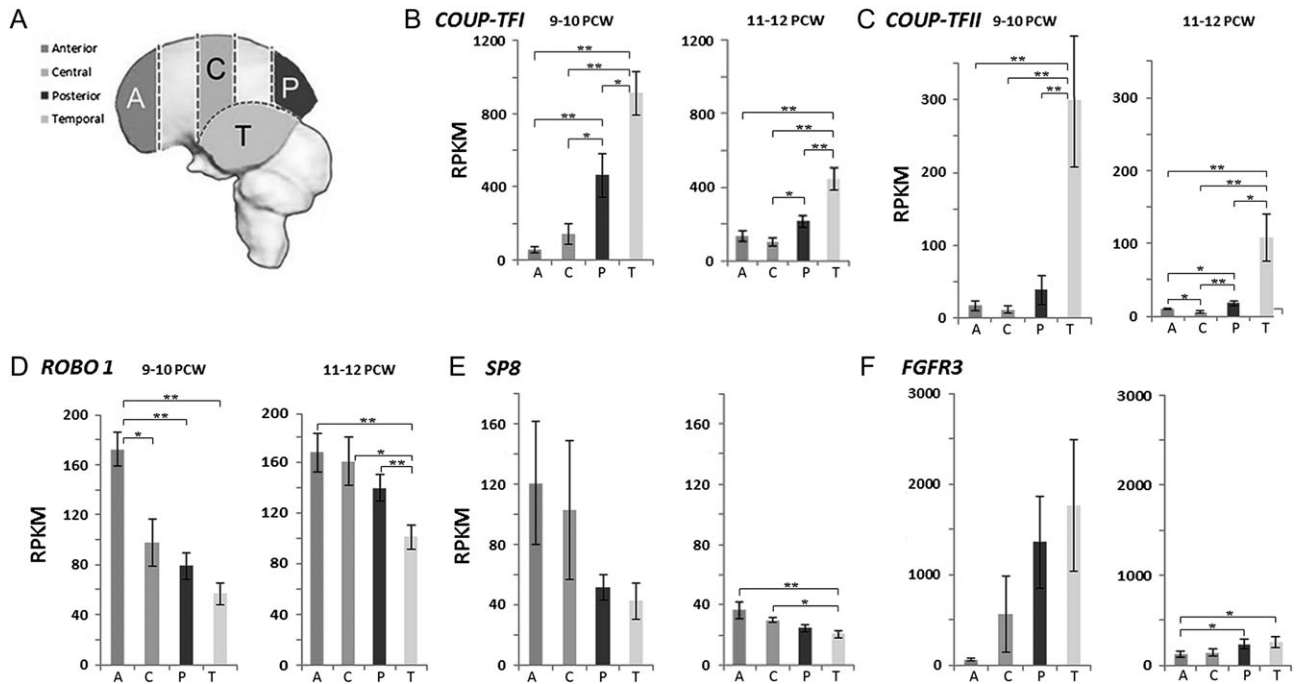 A
Anterior
Central
Posterior
Temporal
A
C
P
T
B COUP-TFI 9-10 PCW 11-12 PCW
RPKM
1200
800
400
0
** ** * ** *
A C P T
1200
800
400
0
** ** ** *
A C P T
C COUP-TFII 9-10 PCW 11-12 PCW
RPKM
300
200
100
0
** ** **
A C P T
300
200
100
0
** ** * * ** *
A C P T
D ROBO 1 9-10 PCW 11-12 PCW
RPKM
200
160
120
80
40
0
** ** *
A C P T
200
160
120
80
40
0
** * **
A C P T
E SP8
RPKM
160
120
80
40
0
A C P T
160
120
80
40
0
** *
A C P T
F FGFR3
RPKM
3000
2000
1000
0
A C P T
3000
2000
1000
0
* *
A C P T